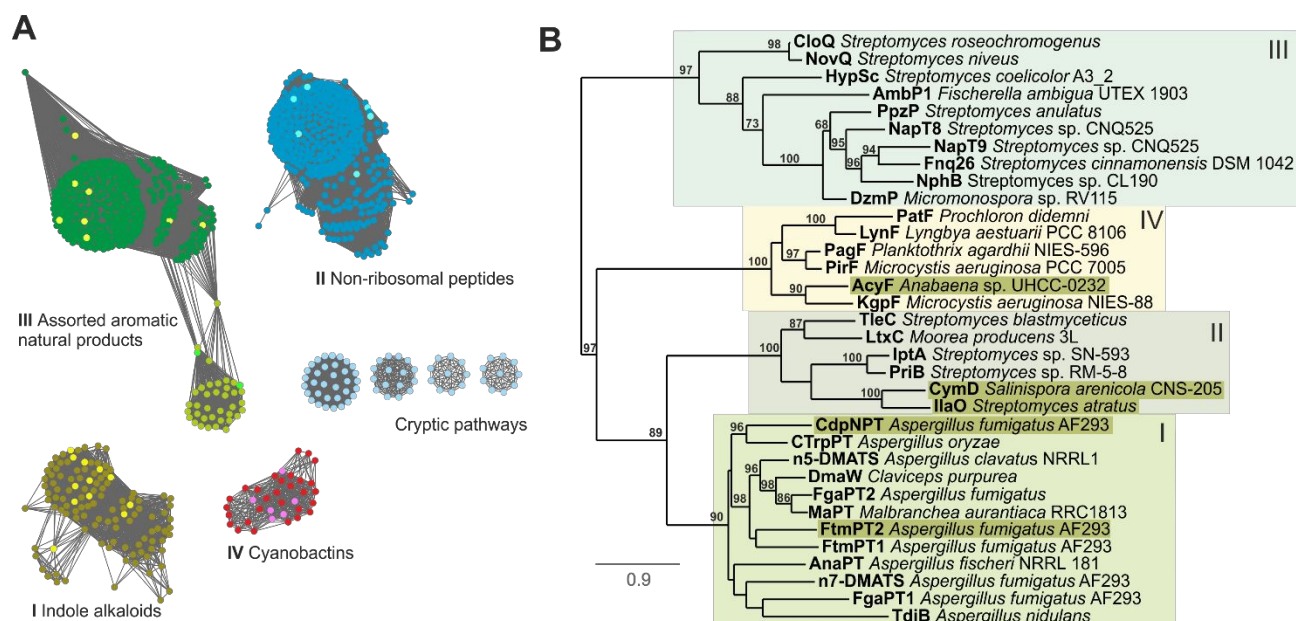 A
III Assorted aromatic
natural products
II Non-ribosomal peptides
Cryptic pathways
I Indole alkaloids
IV Cyanobactins
B
III
98
CloQ Streptomyces roseochromogenus
NovQ Streptomyces niveus
97
HypSc Streptomyces coelicolor A3_2
88
AmbP1 Fischerella ambigua UTEX 1903
73
PpzP Streptomyces anulatus
68
NapT8 Streptomyces sp. CNQ525
95
NapT9 Streptomyces sp. CNQ525
94
100
96
Fnq26 Streptomyces cinnamonensis DSM 1042
NphB Streptomyces sp. CL190
DzmP Micromonospora sp. RV115
IV
100
PatF Prochloron didemni
LynF Lyngbya aestuarii PCC 8106
97
PagF Planktothrix agardhii NIES-596
100
PirF Microcystis aeruginosa PCC 7005
90
AcyF Anabaena sp. UHCC-0232
KgpF Microcystis aeruginosa NIES-88
II
87
TleC Streptomyces blastmyceticus
LtxC Moorea producens 3L
100
100
IptA Streptomyces sp. SN-593
PriB Streptomyces sp. RM-5-8
97
100
CymD Salinispora arenicola CNS-205
IlaO Streptomyces atratus
I
89
96
CdpNPT Aspergillus fumigatus AF293
CTrpPT Aspergillus oryzae
n5-DMATS Aspergillus clavatus NRRL1
96
DmaW Claviceps purpurea
98
FgaPT2 Aspergillus fumigatus
98
86
MaPT Malbranchea aurantiaca RRC1813
90
FtmPT2 Aspergillus fumigatus AF293
FtmPT1 Aspergillus fumigatus AF293
AnaPT Aspergillus fischeri NRRL 181
n7-DMATS Aspergillus fumigatus AF293
FgaPT1 Aspergillus fumigatus AF293
TdiB Aspergillus nidulans
0.9